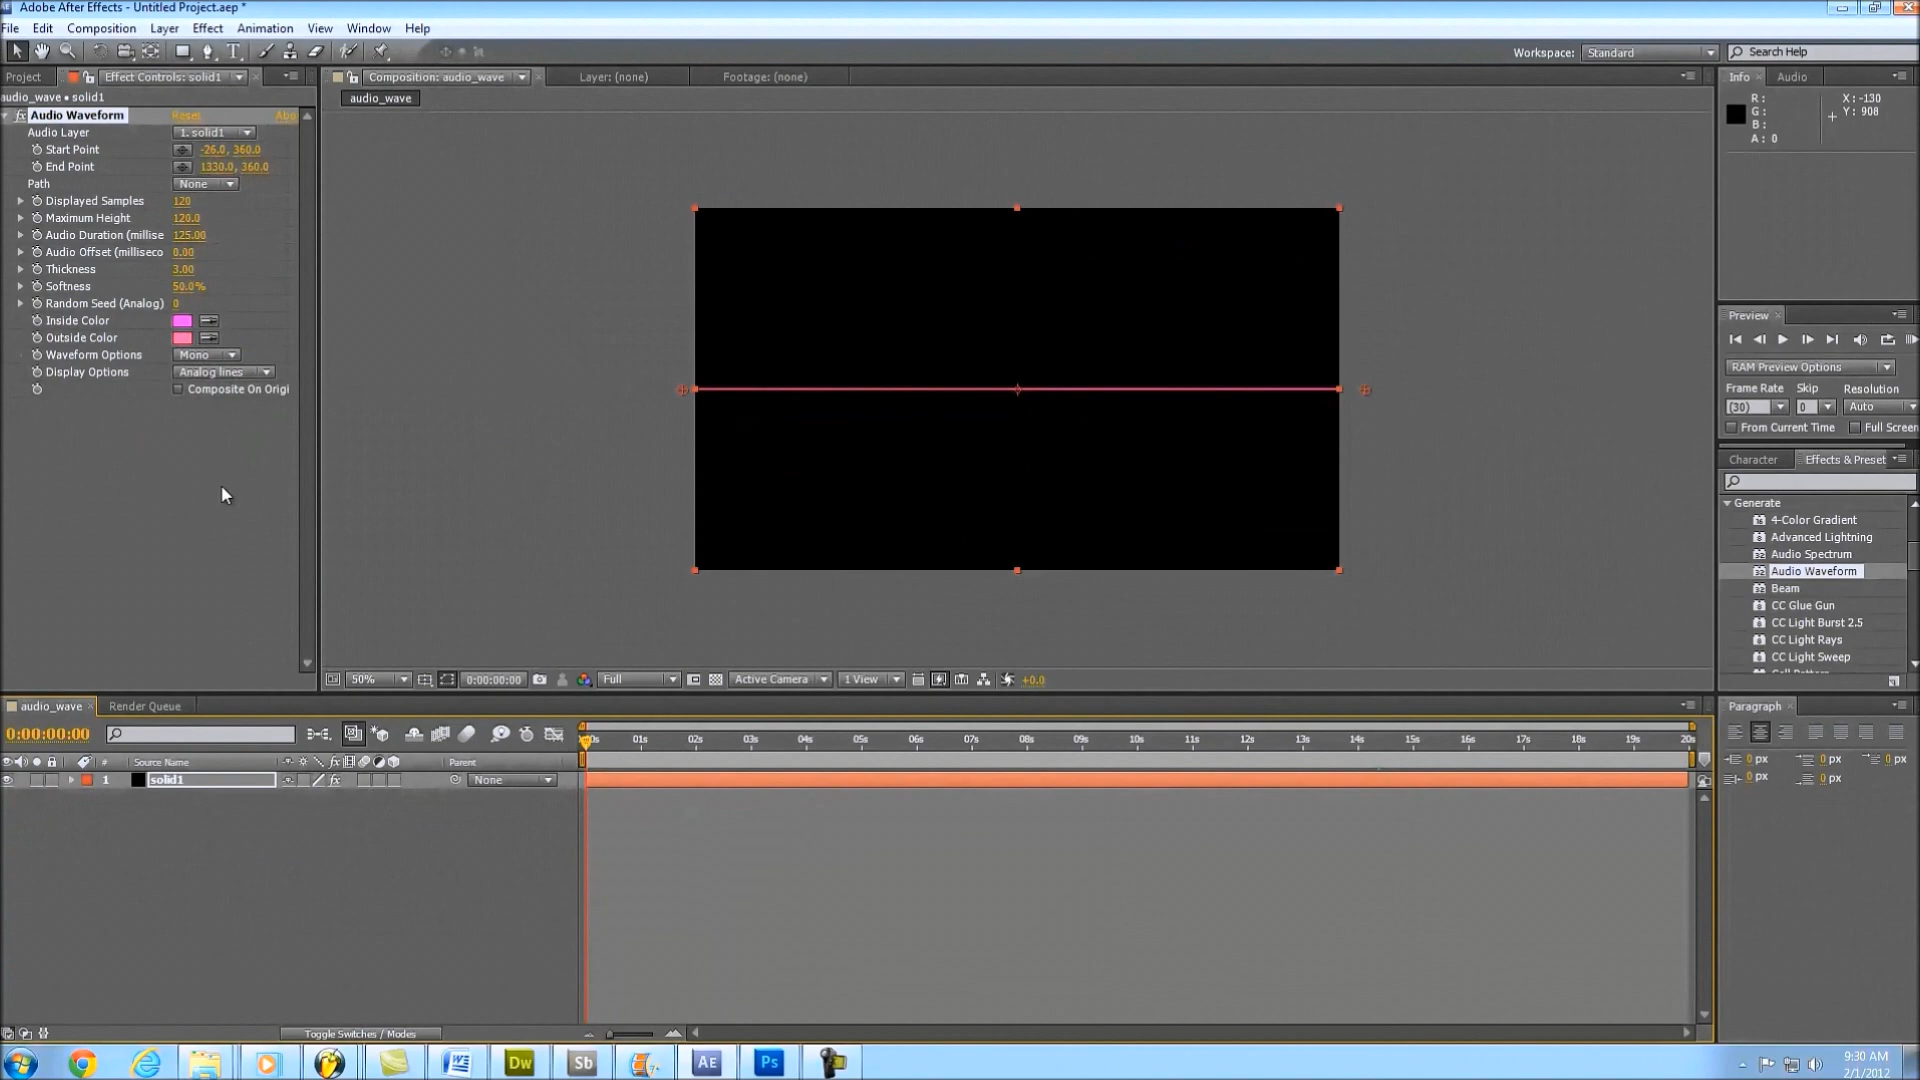 Adobe After Effects - Untitled Project.aep *
File Edit Composition Layer Effect Animation View Window Help
Workspace: Standard Search Help
Project Effect Controls: solid1 Composition: audio_wave Layer: (none) Footage: (none) Info Audio
audio_wave • solid1
audio_wave
R: X: -130
G: Y: 908
B:
A: 0
fx Audio Waveform Reset Abo
Audio Layer 1. solid1
Start Point -26.0, 360.0
End Point 1330.0, 360.0
Path None
Displayed Samples 120
Maximum Height 120.0
Audio Duration (millise 125.00
Audio Offset (milliseco 0.00
Thickness 3.00
Softness 50.0%
Random Seed (Analog) 0
Inside Color
Outside Color
Waveform Options Mono
Display Options Analog lines
Composite On Origi
Preview
RAM Preview Options
Frame Rate Skip Resolution
(30) 0 Auto
From Current Time Full Screen
Character Effects & Preset
Generate
4-Color Gradient
Advanced Lightning
Audio Spectrum
Audio Waveform
Beam
CC Glue Gun
CC Light Burst 2.5
CC Light Rays
CC Light Sweep
50% 0:00:00:00 Full Active Camera 1 View +0.0
audio_wave Render Queue
0:00:00:00
01s 02s 03s 04s 05s 06s 07s 08s 09s 10s 11s 12s 13s 14s 15s 16s 17s 18s 19s 20s
# Source Name fx Parent
1 solid1 fx None
Paragraph
0 px 0 px 0 px
0 px 0 px
Toggle Switches / Modes
Dw Sb AE Ps
9:30 AM
2/1/2012